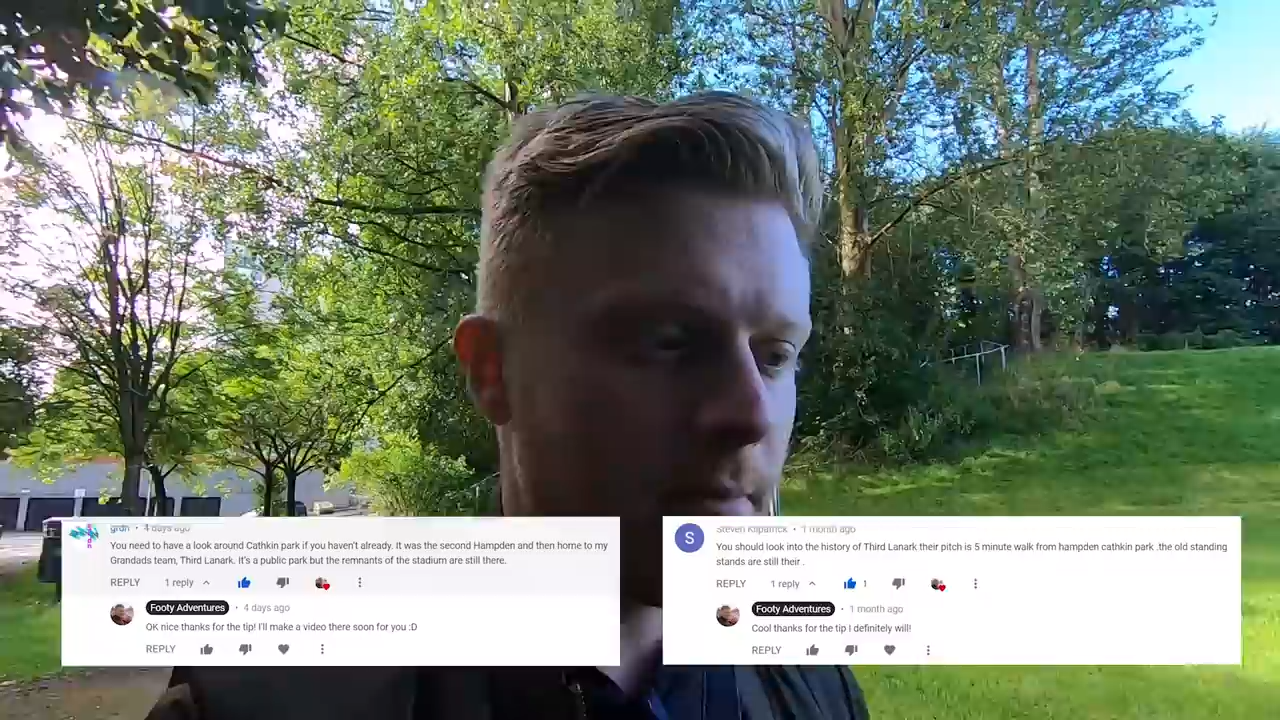 grdn • 4 days ago
You need to have a look around Cathkin park if you haven't already. It was the second Hampden and then home to my
Grandads team, Third Lanark. It's a public park but the remnants of the stadium are still there.
REPLY 1 reply
Footy Adventures • 4 days ago
OK nice thanks for the tip! I'll make a video there soon for you :D
REPLY
S
Steven Kilpatrick • 1 month ago
You should look into the history of Third Lanark their pitch is 5 minute walk from hampden cathkin park .the old standing
stands are still their .
REPLY 1 reply 1
Footy Adventures • 1 month ago
Cool thanks for the tip I definitely will!
REPLY